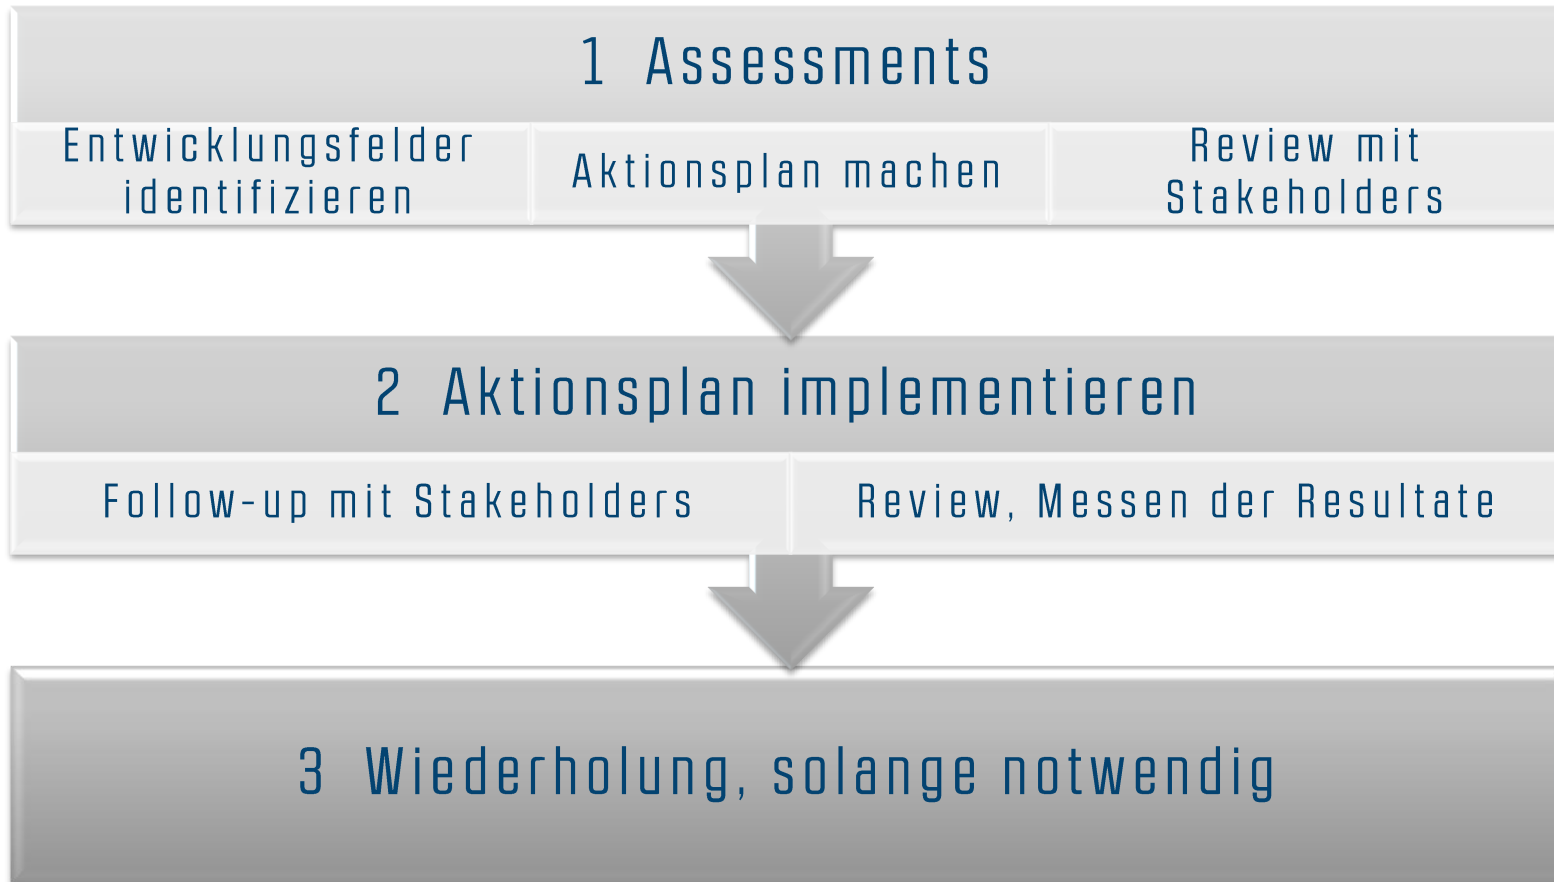 1 Assessments
Entwicklungsfelder
identifizieren
Aktionsplan machen
Review mit
Stakeholders
2 Aktionsplan implementieren
Follow-up mit Stakeholders
Review, Messen der Resultate
3 Wiederholung, solange notwendig